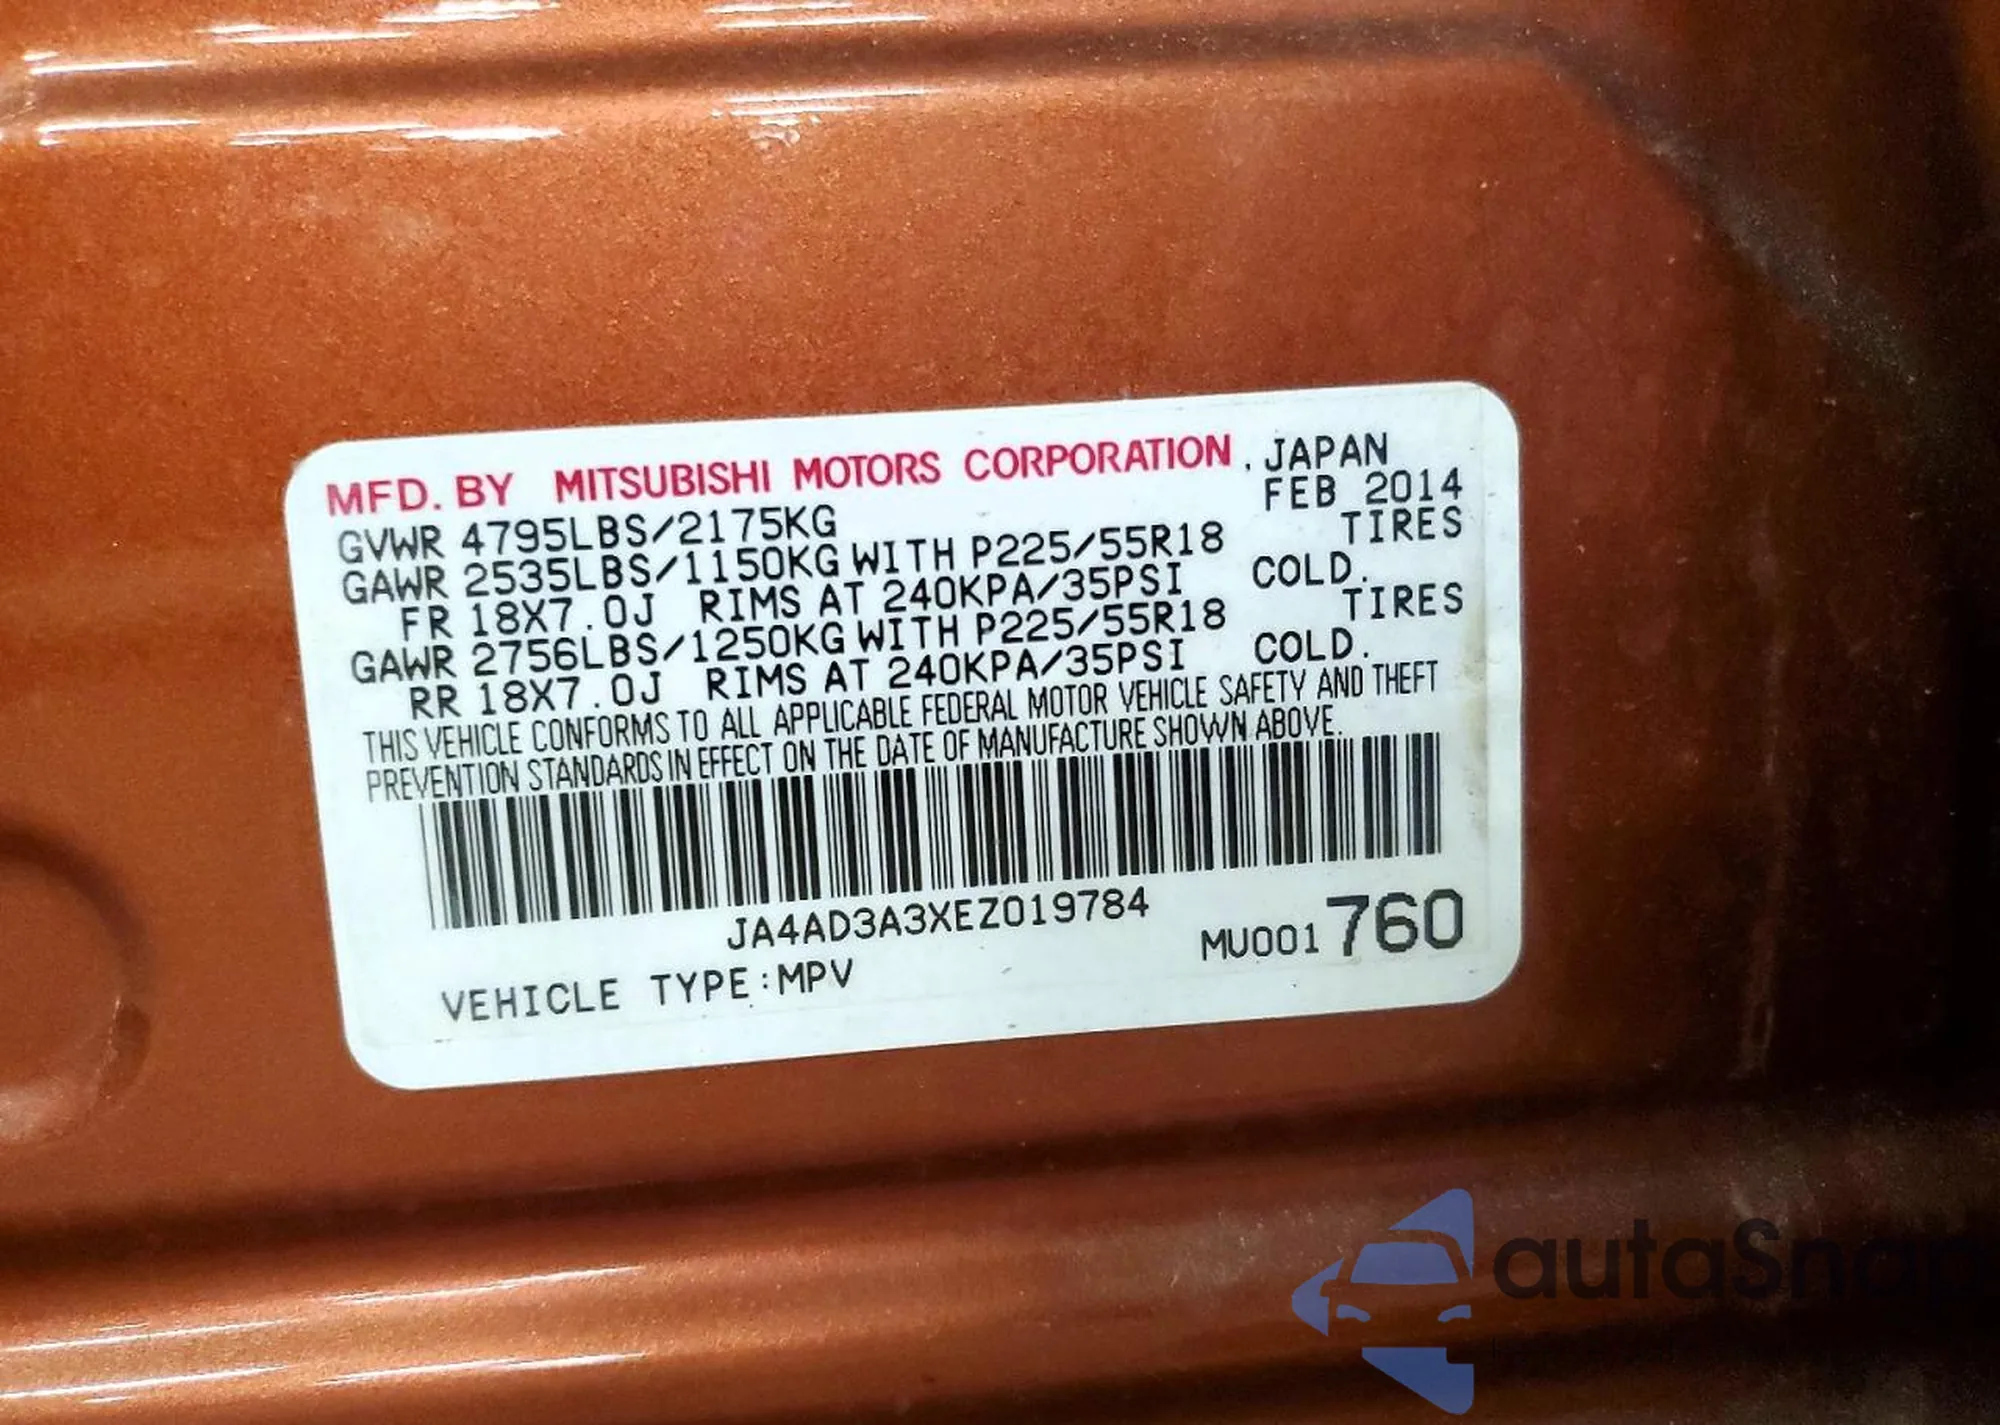 MFD. BY MITSUBISHI MOTORS CORPORATION . JAPAN
GVWR 4795LBS/2175KG FEB 2014
GAWR 2535LBS/1150KG WITH P225/55R18 TIRES
FR 18X7.0J RIMS AT 240KPA/35PSI COLD.
GAWR 2756LBS/1250KG WITH P225/55R18 TIRES
RR 18X7.0J RIMS AT 240KPA/35PSI COLD.
THIS VEHICLE CONFORMS TO ALL APPLICABLE FEDERAL MOTOR VEHICLE SAFETY AND THEFT
PREVENTION STANDARDS IN EFFECT ON THE DATE OF MANUFACTURE SHOWN ABOVE.
JA4AD3A3XEZ019784
MU001 760
VEHICLE TYPE:MPV
autaSnap